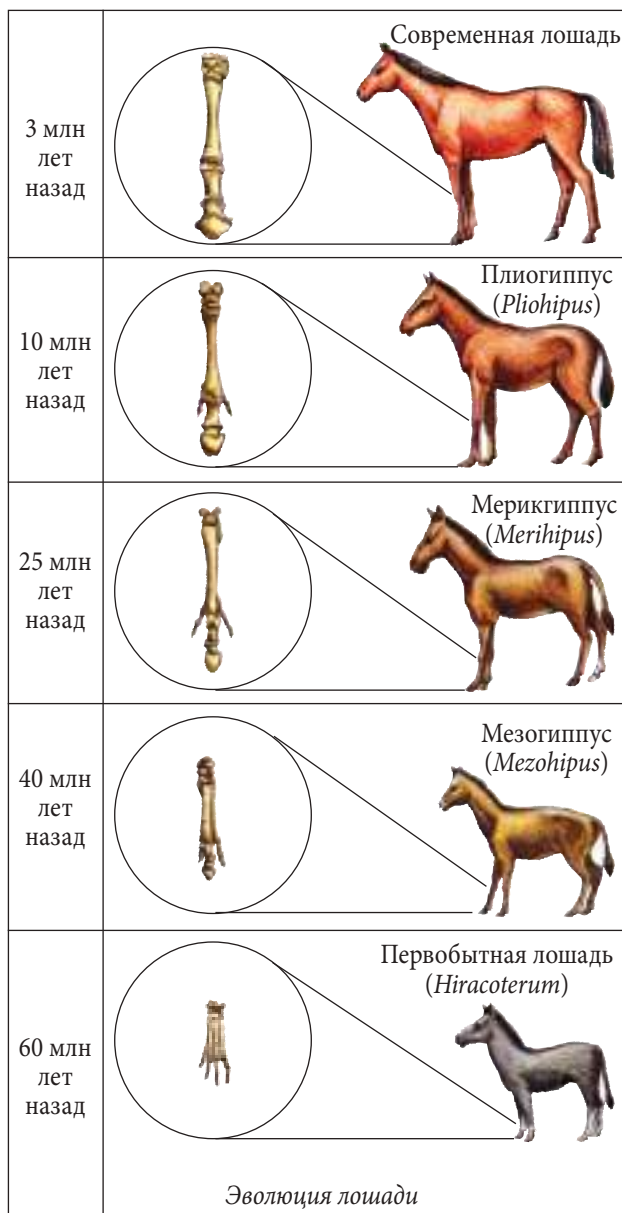 Современная лошадь
3 млн
лет
назад
Плиогиппус
(Pliohipus)
10 млн
лет
назад
Мерикгиппус
(Merihipus)
25 млн
лет
назад
Мезогиппус
(Mezohipus)
40 млн
лет
назад
Первобытная лошадь
(Hiracoterum)
60 млн
лет
назад
Эволюция лошади